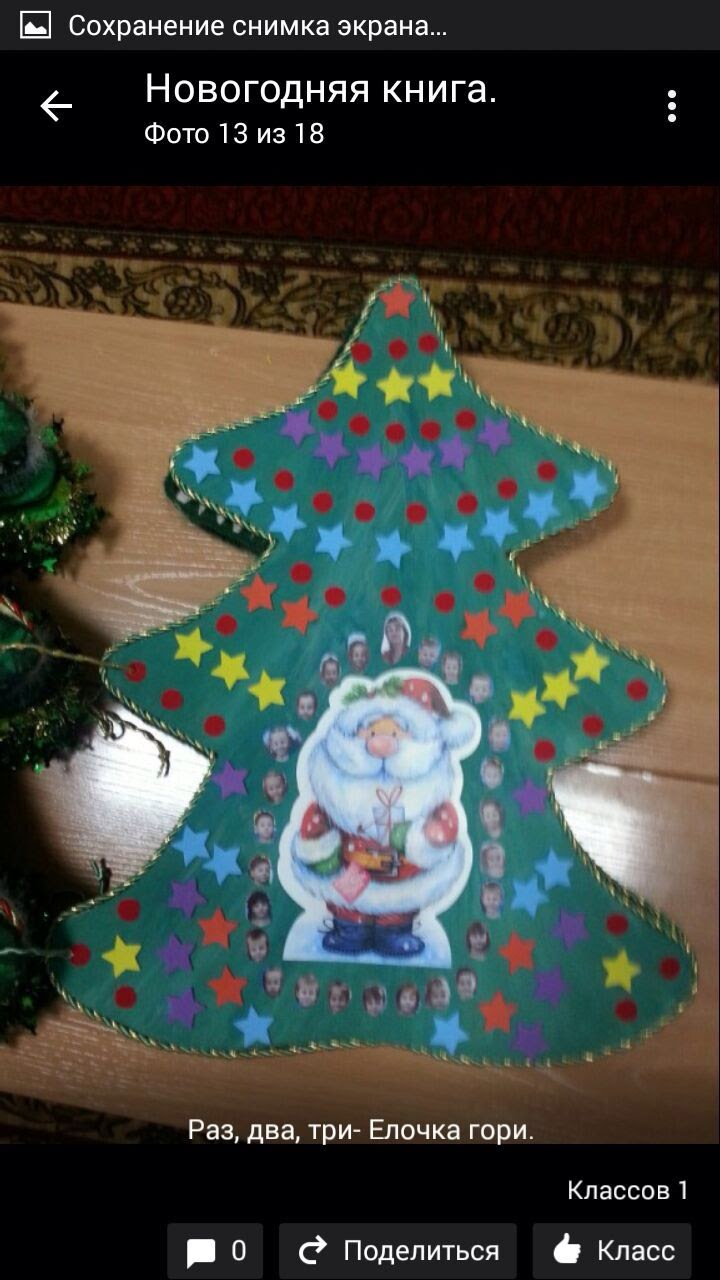 Сохранение снимка экрана...
Новогодняя книга.
Фото 13 из 18
Раз, два, три- Елочка гори.
Классов 1
0
Поделиться
Класс